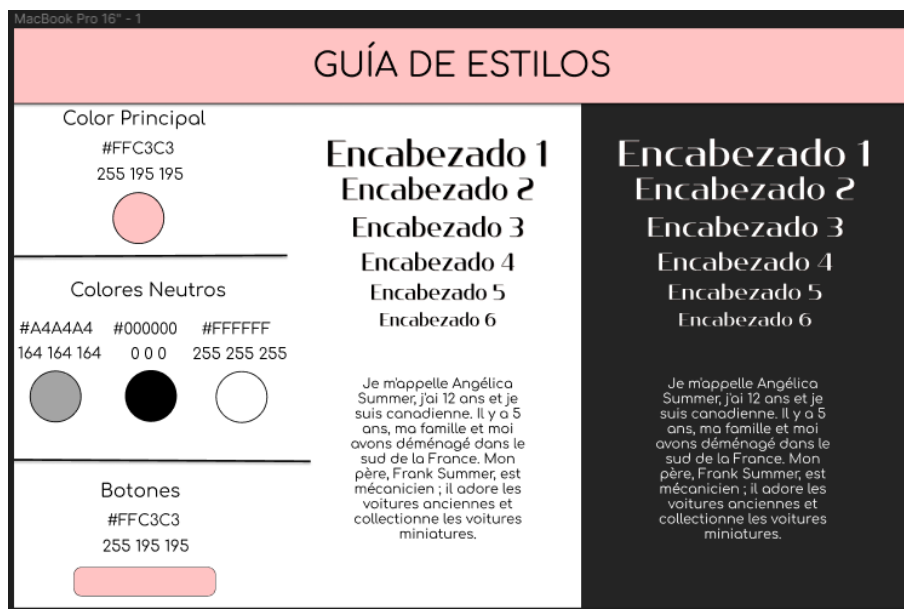 MacBook Pro 16" - 1
GUÍA DE ESTILOS
Color Principal
#FFC3C3
255 195 195
Colores Neutros
#A4A4A4 #000000 #FFFFFF
164 164 164 0 0 0 255 255 255
Botones
#FFC3C3
255 195 195
Encabezado 1
Encabezado 2
Encabezado 3
Encabezado 4
Encabezado 5
Encabezado 6
Je m'appelle Angélica
Summer, j'ai 12 ans et je
suis canadienne. Il y a 5
ans, ma famille et moi
avons déménagé dans le
sud de la France. Mon
père, Frank Summer, est
mécanicien ; il adore les
voitures anciennes et
collectionne les voitures
miniatures.
Encabezado 1
Encabezado 2
Encabezado 3
Encabezado 4
Encabezado 5
Encabezado 6
Je m'appelle Angélica
Summer, j'ai 12 ans et je
suis canadienne. Il y a 5
ans, ma famille et moi
avons déménagé dans le
sud de la France. Mon
père, Frank Summer, est
mécanicien ; il adore les
voitures anciennes et
collectionne les voitures
miniatures.